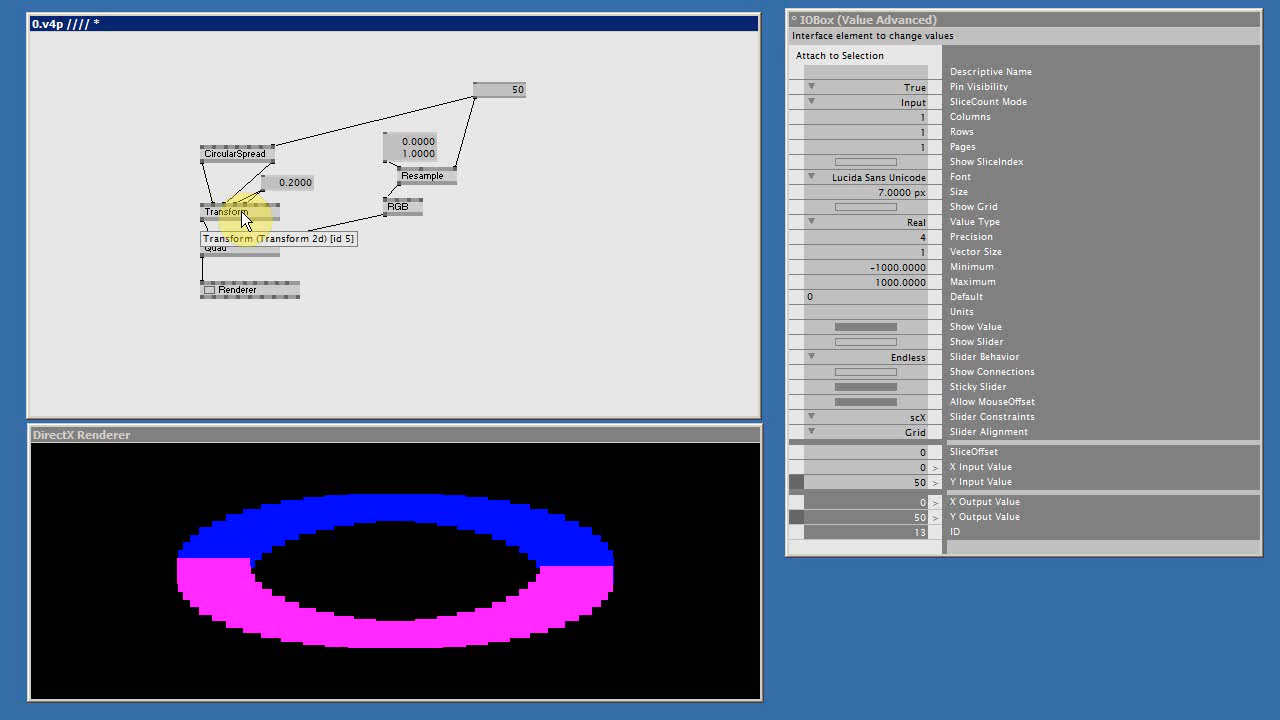 0.v4p //// *
50
CircularSpread
0.0000
1.0000
Resample
0.2000
RGB
Transform
Transform (Transform 2d) [id 5]
Quad
Renderer
DirectX Renderer
° IOBox (Value Advanced)
Interface element to change values
Attach to Selection
Descriptive Name
True Pin Visibility
Input SliceCount Mode
1 Columns
1 Rows
1 Pages
Show SliceIndex
Lucida Sans Unicode Font
7.0000 px Size
Show Grid
Real Value Type
4 Precision
1 Vector Size
-1000.0000 Minimum
1000.0000 Maximum
0 Default
Units
Show Value
Show Slider
Endless Slider Behavior
Show Connections
Sticky Slider
Allow MouseOffset
scX Slider Constraints
Grid Slider Alignment
0 SliceOffset
0 > X Input Value
50 > Y Input Value
0 > X Output Value
50 > Y Output Value
13 ID